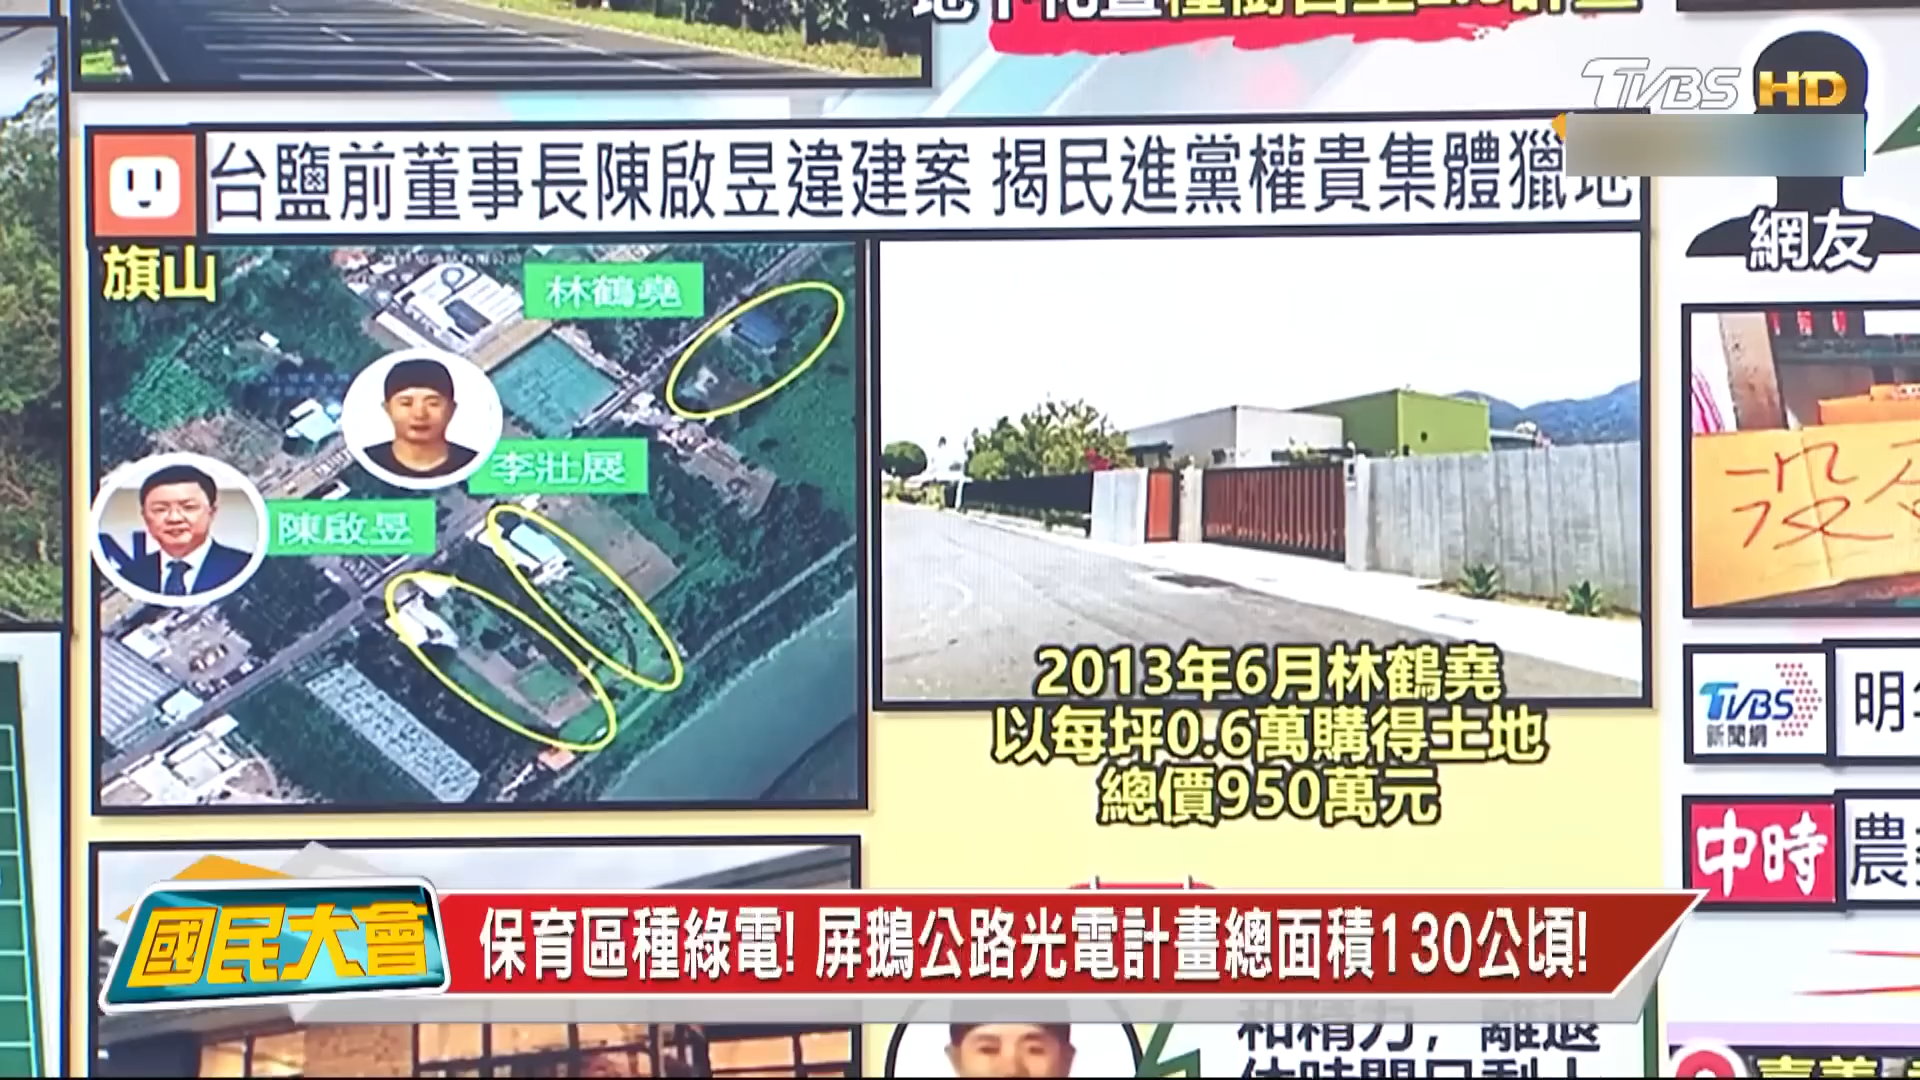 TVBS HD
台鹽前董事長陳啟昱違建案 揭民進黨權貴集體獵地
網友
旗山
林鶴堯
李壯展
陳啟昱
2013年6月林鶴堯
以每坪0.6萬購得土地
總價950萬元
TVBS
新聞網
明
中時
農
國民大會
保育區種綠電! 屏鵝公路光電計畫總面積130公頃!
和精力，離退